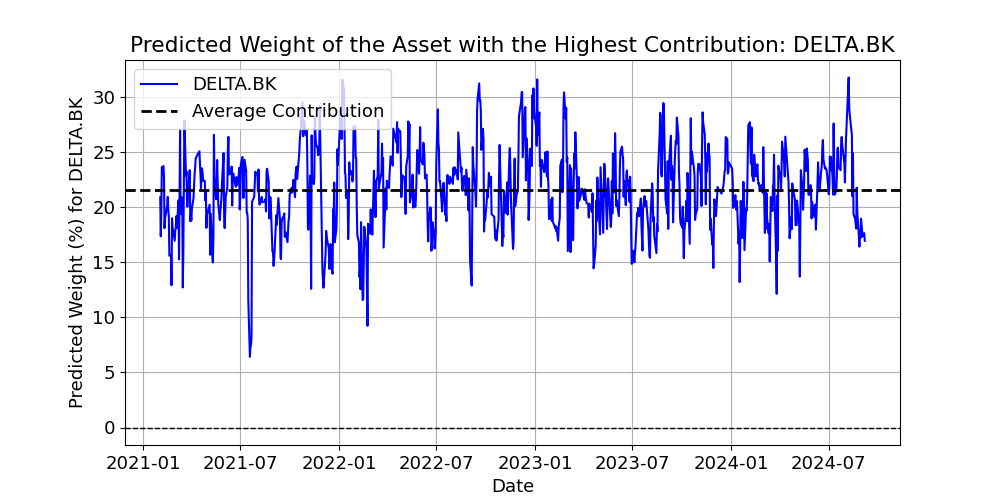 Predicted Weight of the Asset with the Highest Contribution: DELTA.BK
DELTA.BK
Average Contribution
Predicted Weight (%) for DELTA.BK
30
25
20
15
10
5
0
2021-01 2021-07 2022-01 2022-07 2023-01 2023-07 2024-01 2024-07
Date